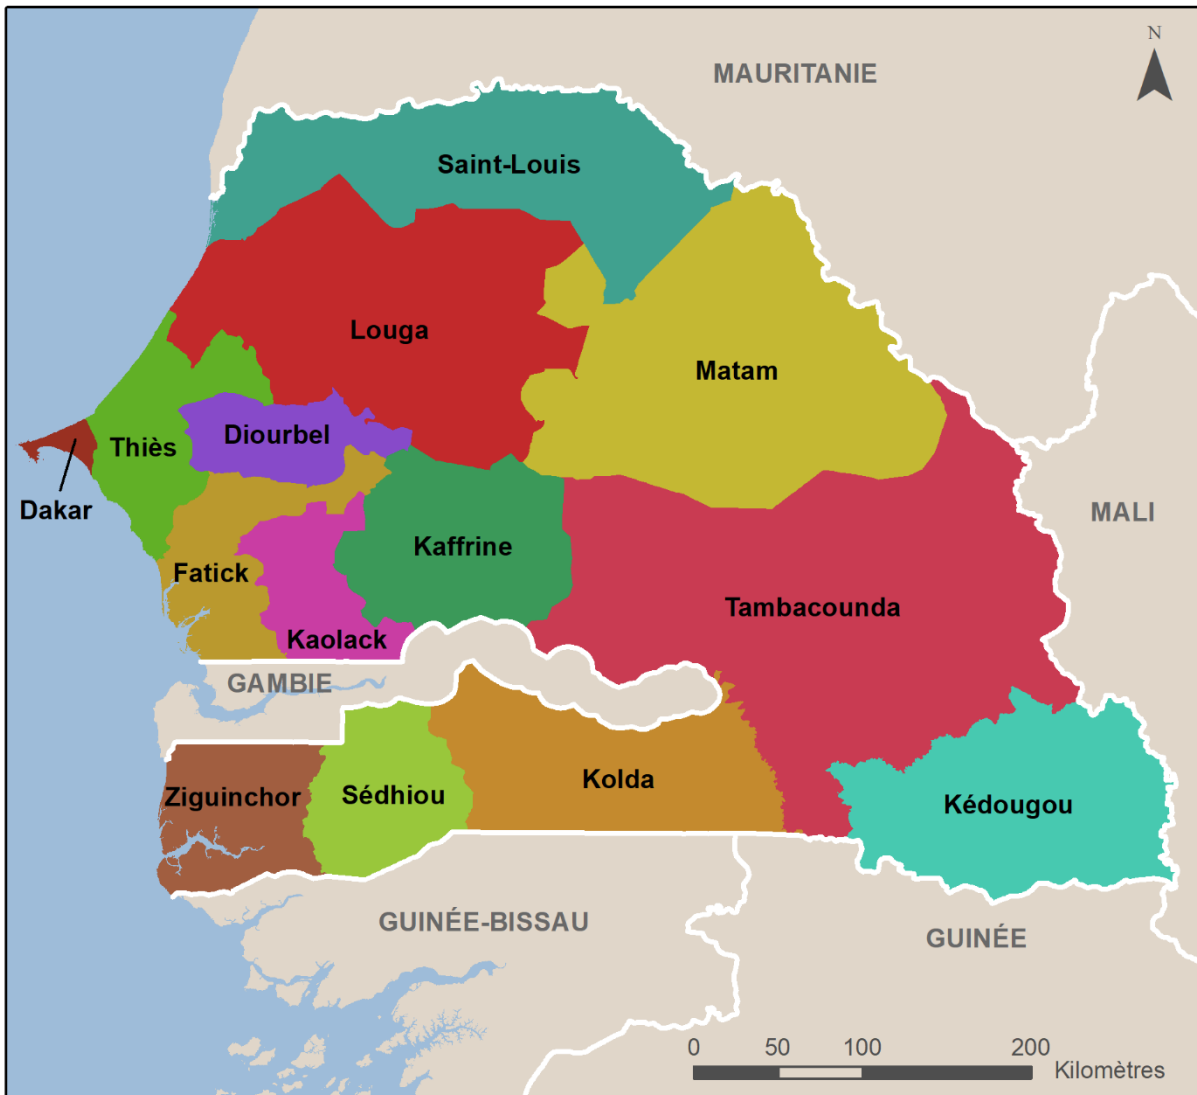 N
MAURITANIE
Saint-Louis
Louga
Matam
Diourbel
Thiès
Dakar
MALI
Kaffrine
Fatick
Tambacounda
Kaolack
GAMBIE
Kolda
Sédhiou
Ziguinchor
Kédougou
GUINÉE-BISSAU
GUINÉE
0 50 100 200
Kilomètres